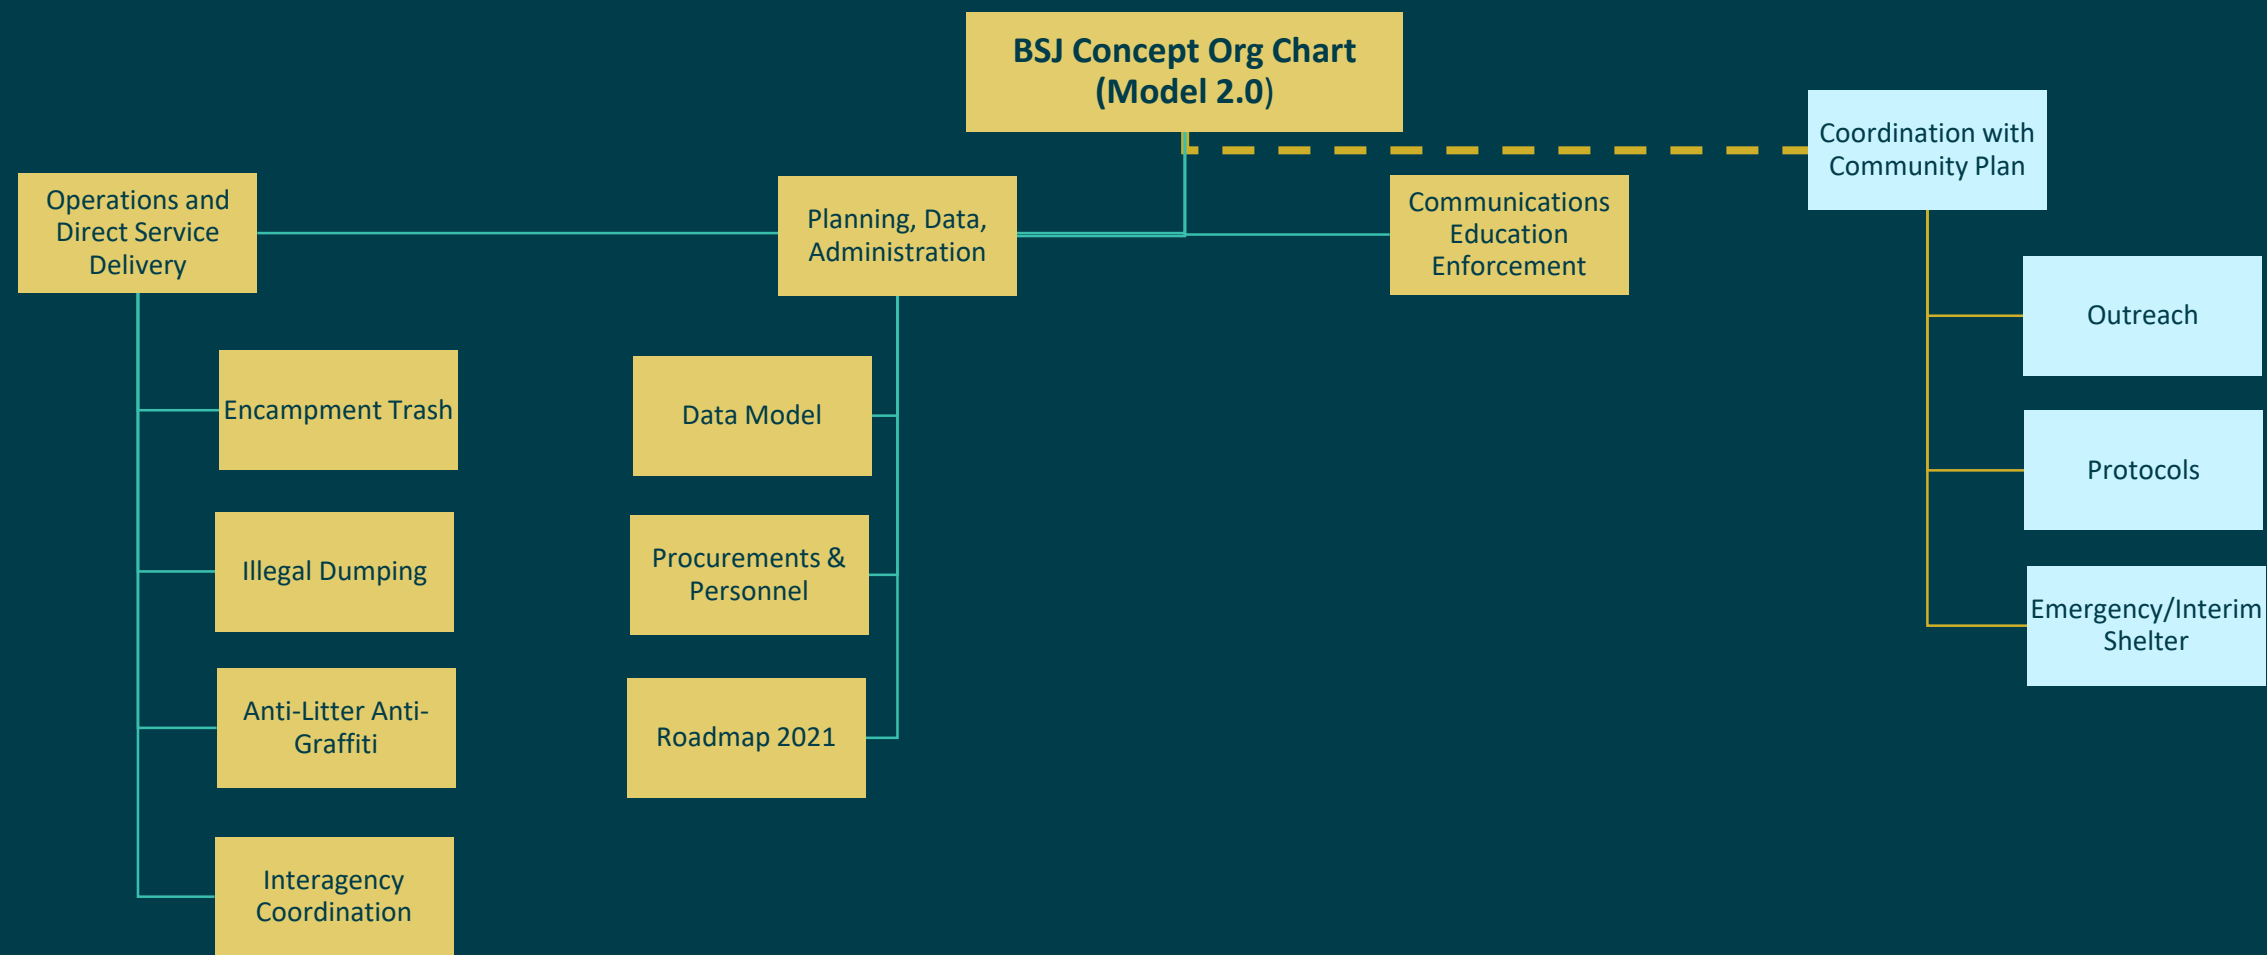 BSJ Concept Org Chart
(Model 2.0)
Coordination with
Community Plan
Operations and
Direct Service
Delivery
Planning, Data,
Administration
Communications
Education
Enforcement
Outreach
Encampment Trash
Data Model
Protocols
Illegal Dumping
Procurements &
Personnel
Emergency/Interim
Shelter
Anti-Litter Anti-
Graffiti
Roadmap 2021
Interagency
Coordination